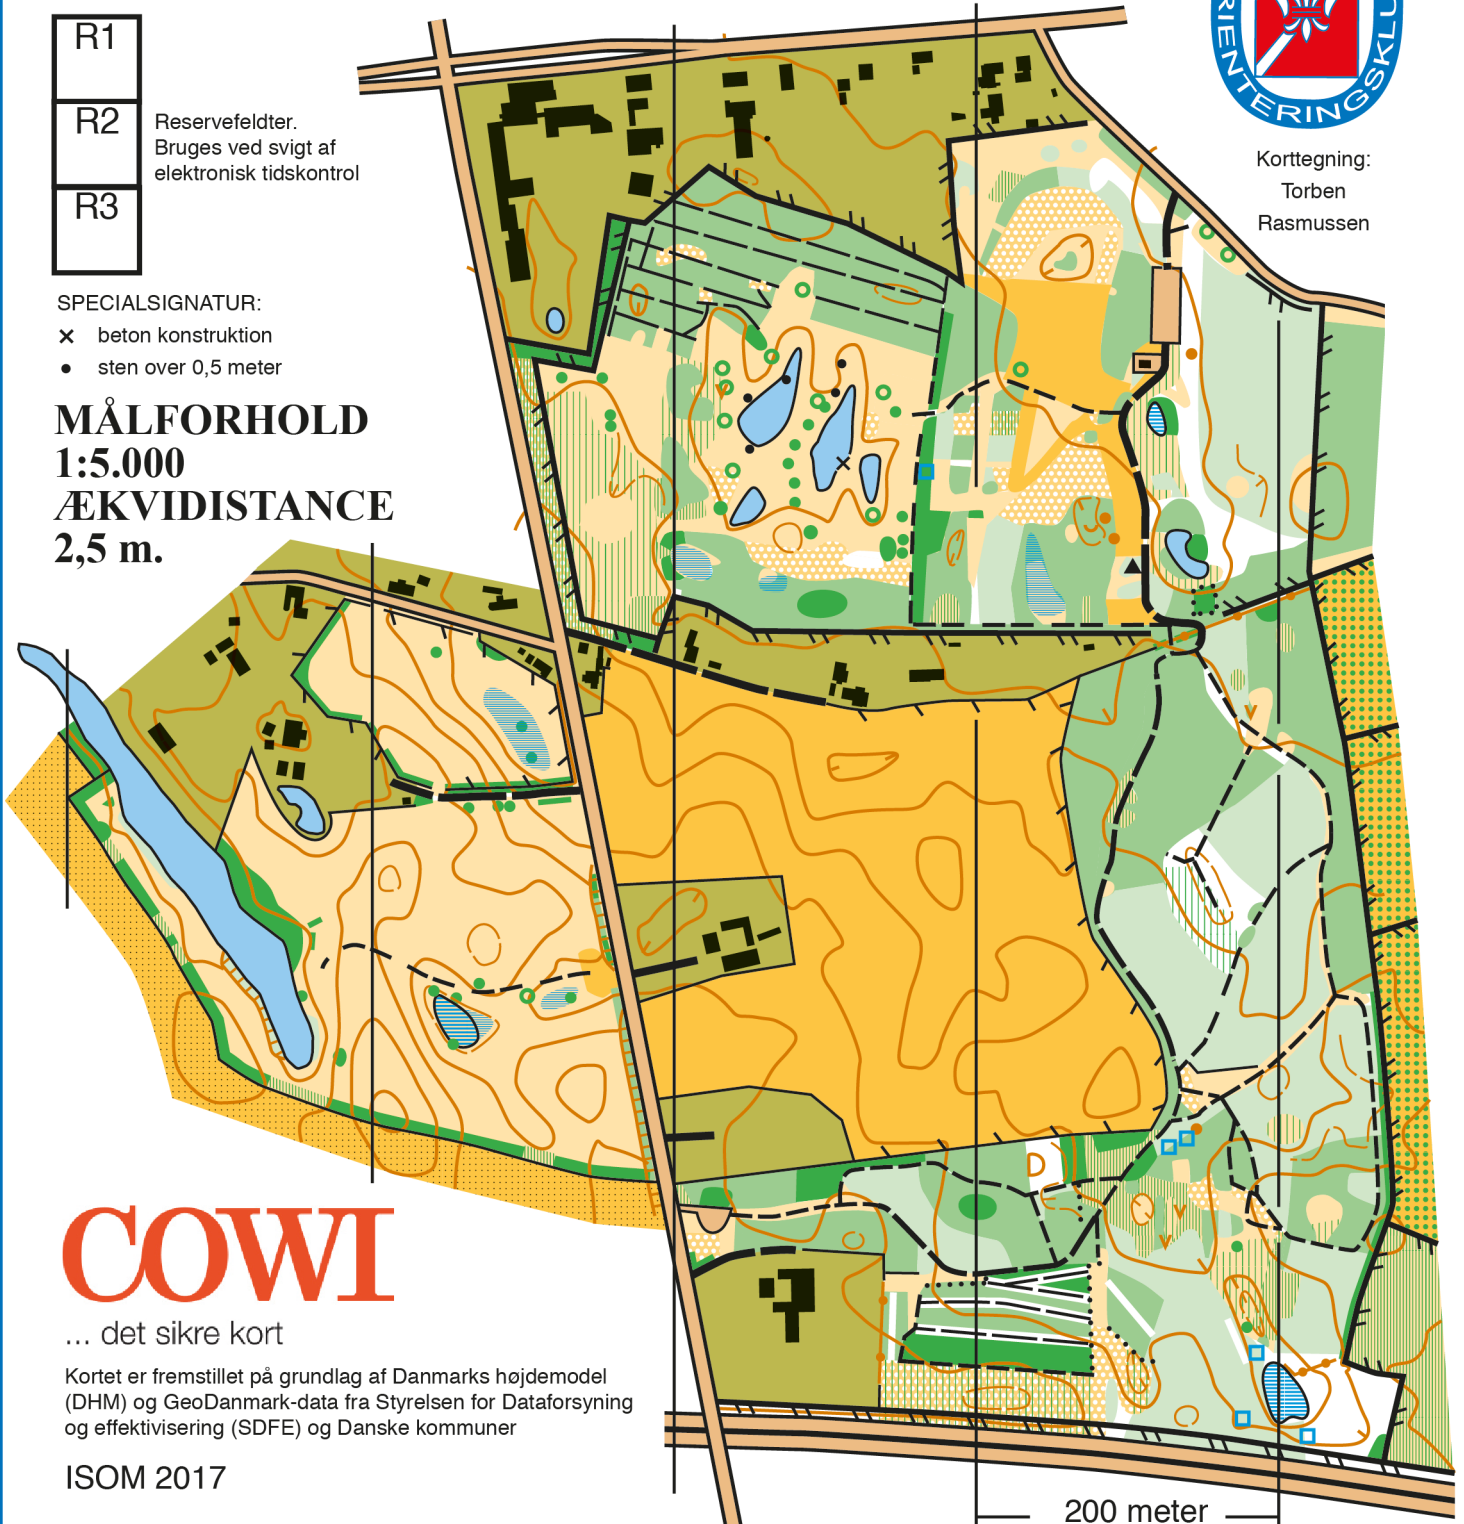 R1
R2
R3
Reservefeldter.
Bruges ved svigt af
elektronisk tidskontrol
SPECIALSIGNATUR:
beton konstruktion
sten over 0,5 meter
MÅLFORHOLD
1:5.000
ÆKVIDISTANCE
2,5 m.
RIENTERINGSKLU
Korttegning:
Torben
Rasmussen
COWI
... det sikre kort
Kortet er fremstillet på grundlag af Danmarks højdemodel
(DHM) og GeoDanmark-data fra Styrelsen for Dataforsyning
og effektivisering (SDFE) og Danske kommuner
ISOM 2017
200 meter